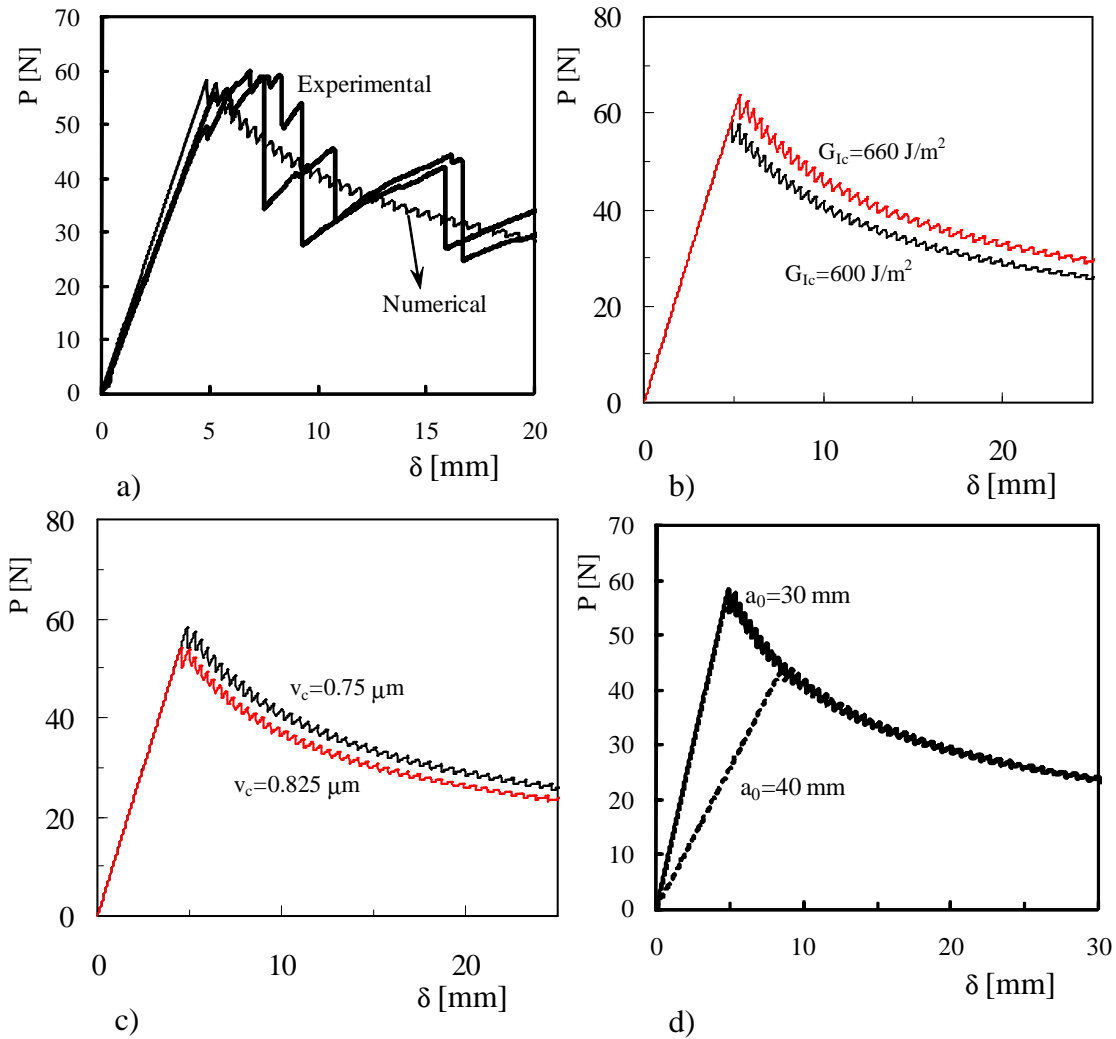 70
60
50
40
30
20
10
0
P [N]
Experimental
Numerical
0 5 10 15 20
δ [mm]
a)
80
60
40
20
0
P [N]
G_Ic=660 J/m²
G_Ic=600 J/m²
0 10 20
δ [mm]
b)
80
60
40
20
0
P [N]
v_c=0.75 μm
v_c=0.825 μm
0 10 20
δ [mm]
c)
70
60
50
40
30
20
10
0
P [N]
a_0=30 mm
a_0=40 mm
0 10 20 30
δ [mm]
d)